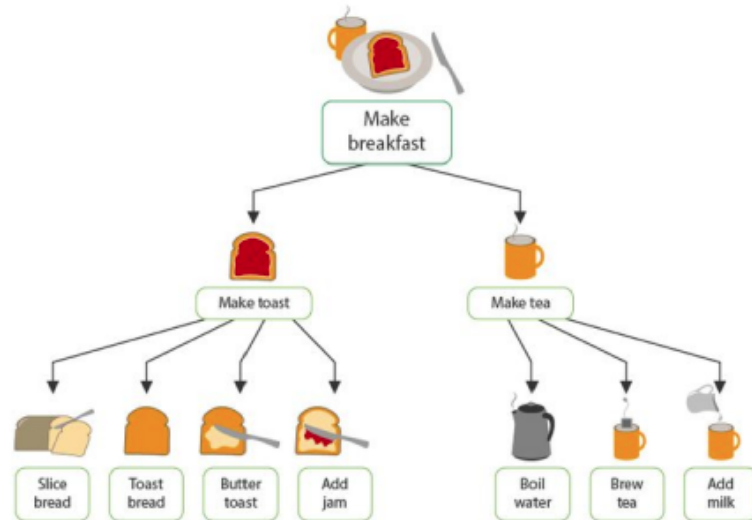 Make
breakfast
Make toast
Make tea
Slice
bread
Toast
bread
Butter
toast
Add
jam
Boil
water
Brew
tea
Add
milk